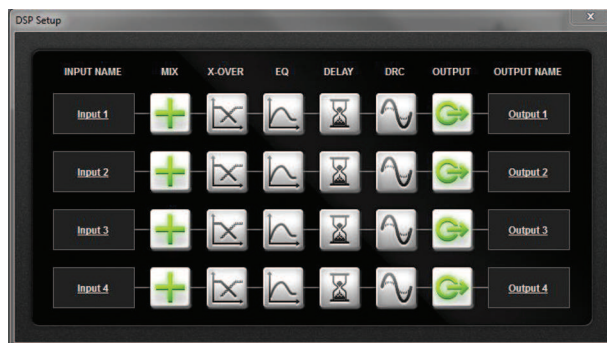 DSP Setup
x
INPUT NAME MIX X-OVER EQ DELAY DRC OUTPUT OUTPUT NAME
Input 1 Output 1
Input 2 Output 2
Input 3 Output 3
Input 4 Output 4